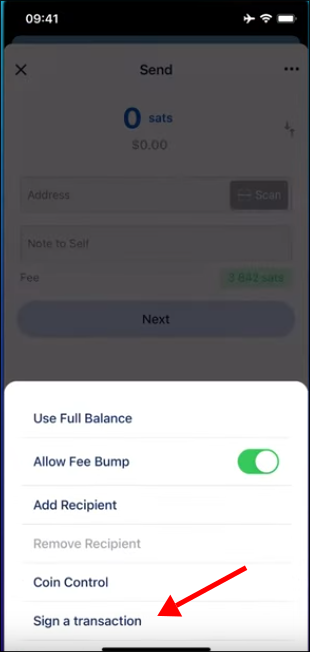 09:41
Send
0 sats
$0.00
Address
Scan
Note to Self
Fee
3 842 sats
Next
Use Full Balance
Allow Fee Bump
Add Recipient
Remove Recipient
Coin Control
Sign a transaction